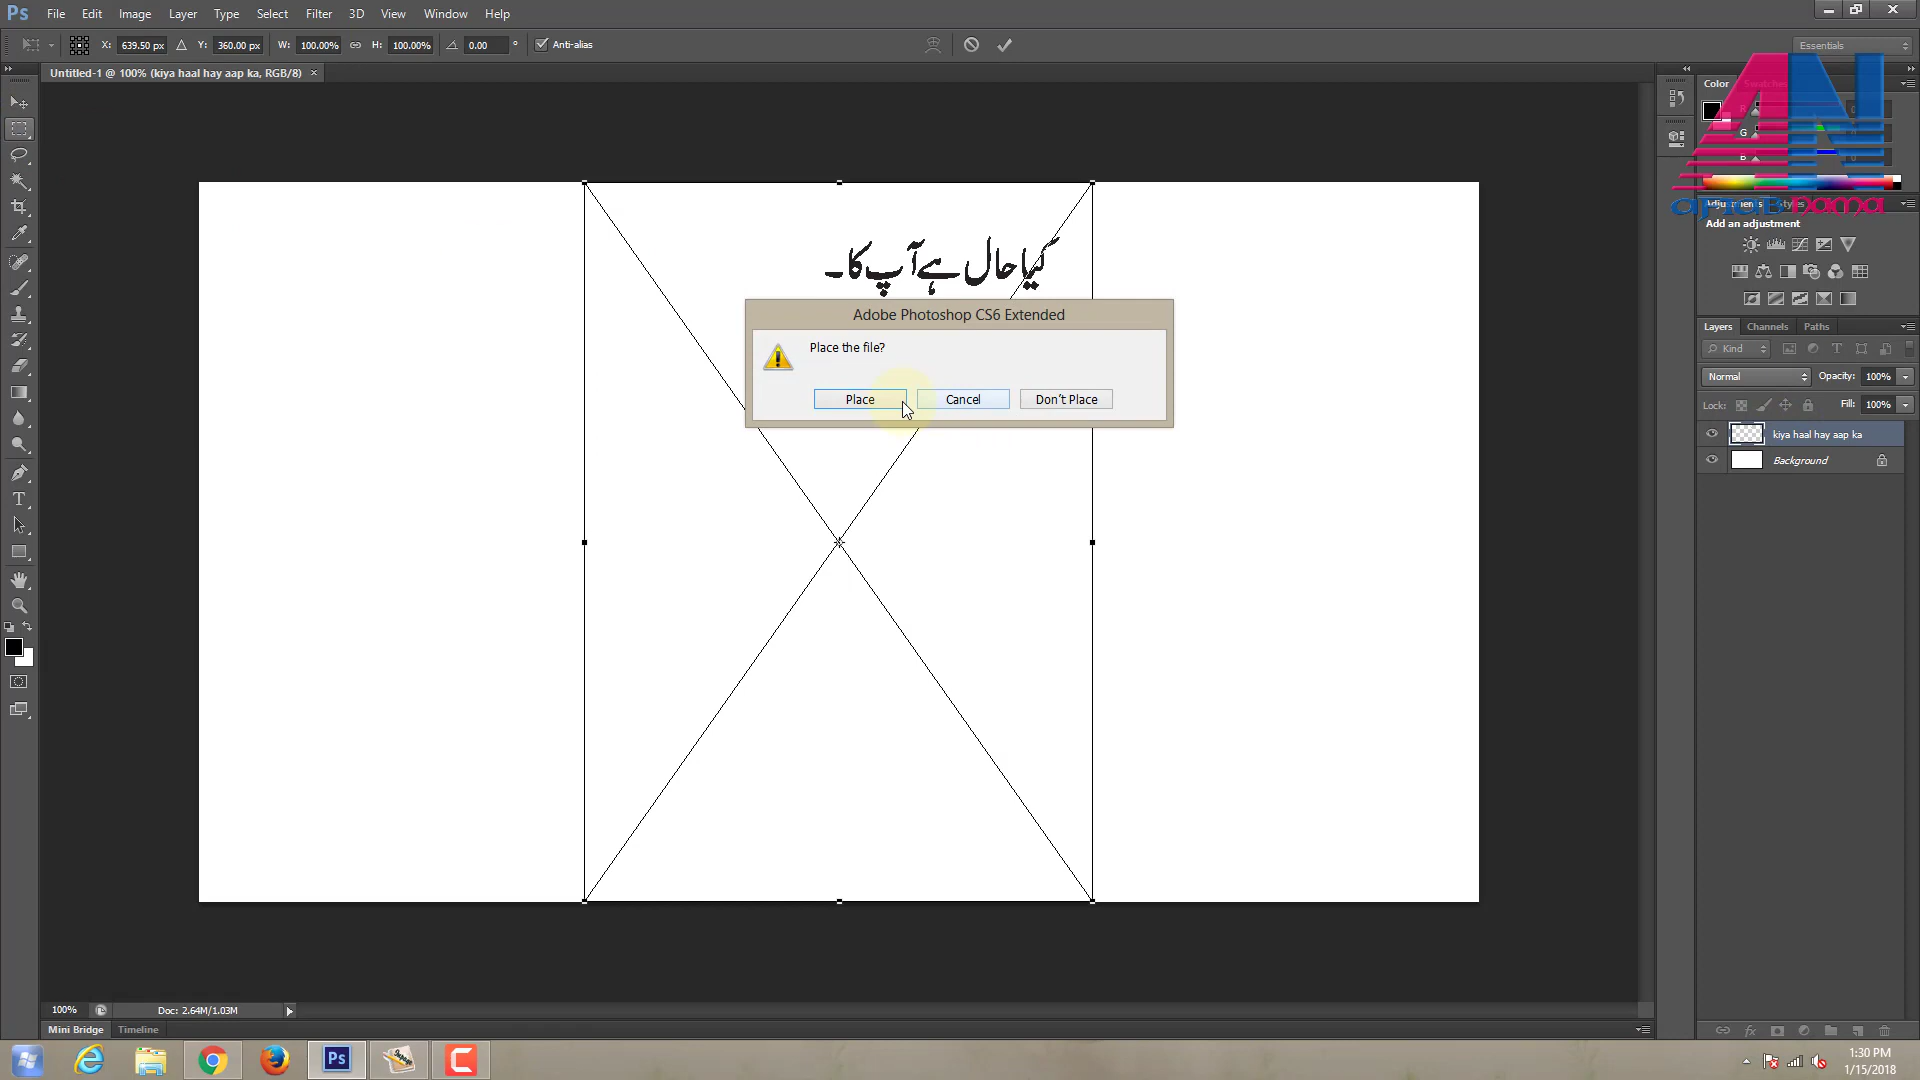 Ps File Edit Image Layer Type Select Filter 3D View Window Help
X: 639.50 px Y: 360.00 px W: 100.00% H: 100.00% 0.00 ° Anti-alias Essentials
Untitled-1 @ 100% (kiya haal hay aap ka, RGB/8) ×
Color
G
AN
Adjustments Styles
Add an adjustment
کیا حال ہے آپ کا۔
Adobe Photoshop CS6 Extended
Place the file?
Place Cancel Don't Place
Layers Channels Paths
Kind
Normal Opacity: 100%
Lock: Fill: 100%
kiya haal hay aap ka
Background
100% Doc: 2.64M/1.03M
Mini Bridge Timeline
Ps
1:30 PM
1/15/2018